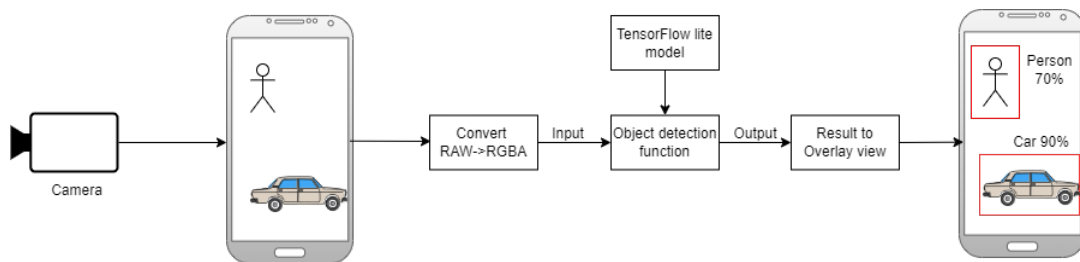 Camera
Convert
RAW->RGBA
Input
TensorFlow lite
model
Object detection
function
Output
Result to
Overlay view
Person
70%
Car 90%